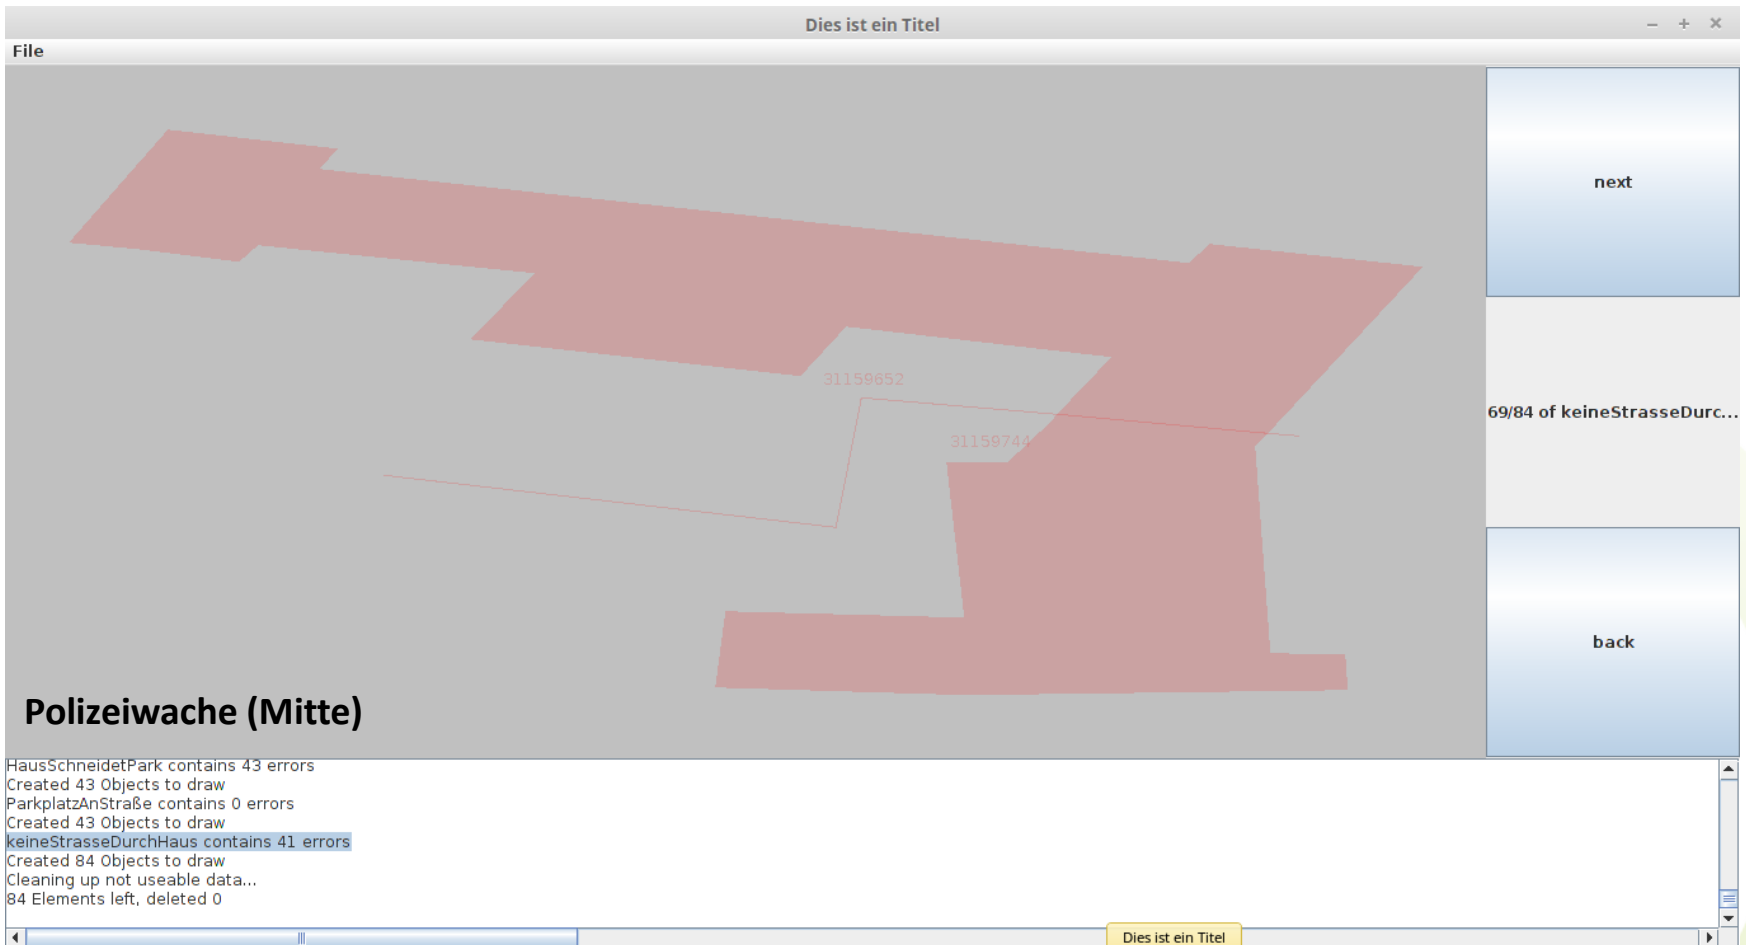 Dies ist ein Titel
File
next
31159652
69/84 of keineStrasseDurc...
31159744
back
Polizeiwache (Mitte)
HausSchneidetPark contains 43 errors
Created 43 Objects to draw
ParkplatzAnStraße contains 0 errors
Created 43 Objects to draw
keineStrasseDurchHaus contains 41 errors
Created 84 Objects to draw
Cleaning up not useable data...
84 Elements left, deleted 0
Dies ist ein Titel